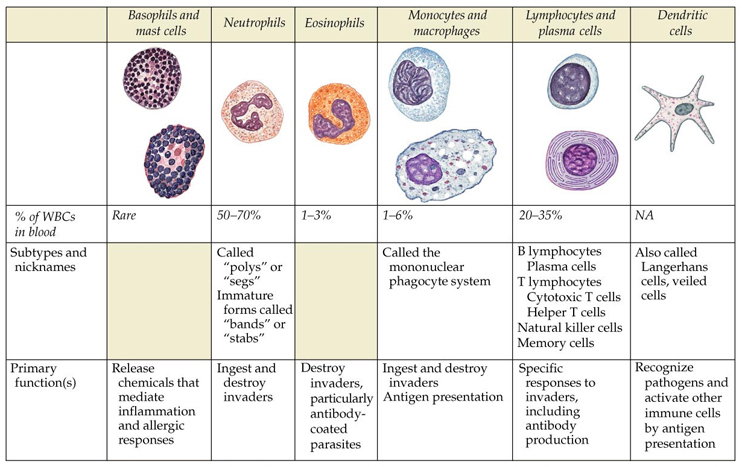 Basophils and
mast cells
Neutrophils
Eosinophils
Monocytes and
macrophages
Lymphocytes and
plasma cells
Dendritic
cells
% of WBCs
in blood
Rare
50–70%
1–3%
1–6%
20–35%
NA
Subtypes and
nicknames
Called
“polys” or
“segs”
Immature
forms called
“bands” or
“stabs”
Called the
mononuclear
phagocyte system
B lymphocytes
Plasma cells
T lymphocytes
Cytotoxic T cells
Helper T cells
Natural killer cells
Memory cells
Also called
Langerhans
cells, veiled
cells
Primary
function(s)
Release
chemicals that
mediate
inflammation
and allergic
responses
Ingest and
destroy
invaders
Destroy
invaders,
particularly
antibody-
coated
parasites
Ingest and destroy
invaders
Antigen presentation
Specific
responses to
invaders,
including
antibody
production
Recognize
pathogens and
activate other
immune cells
by antigen
presentation